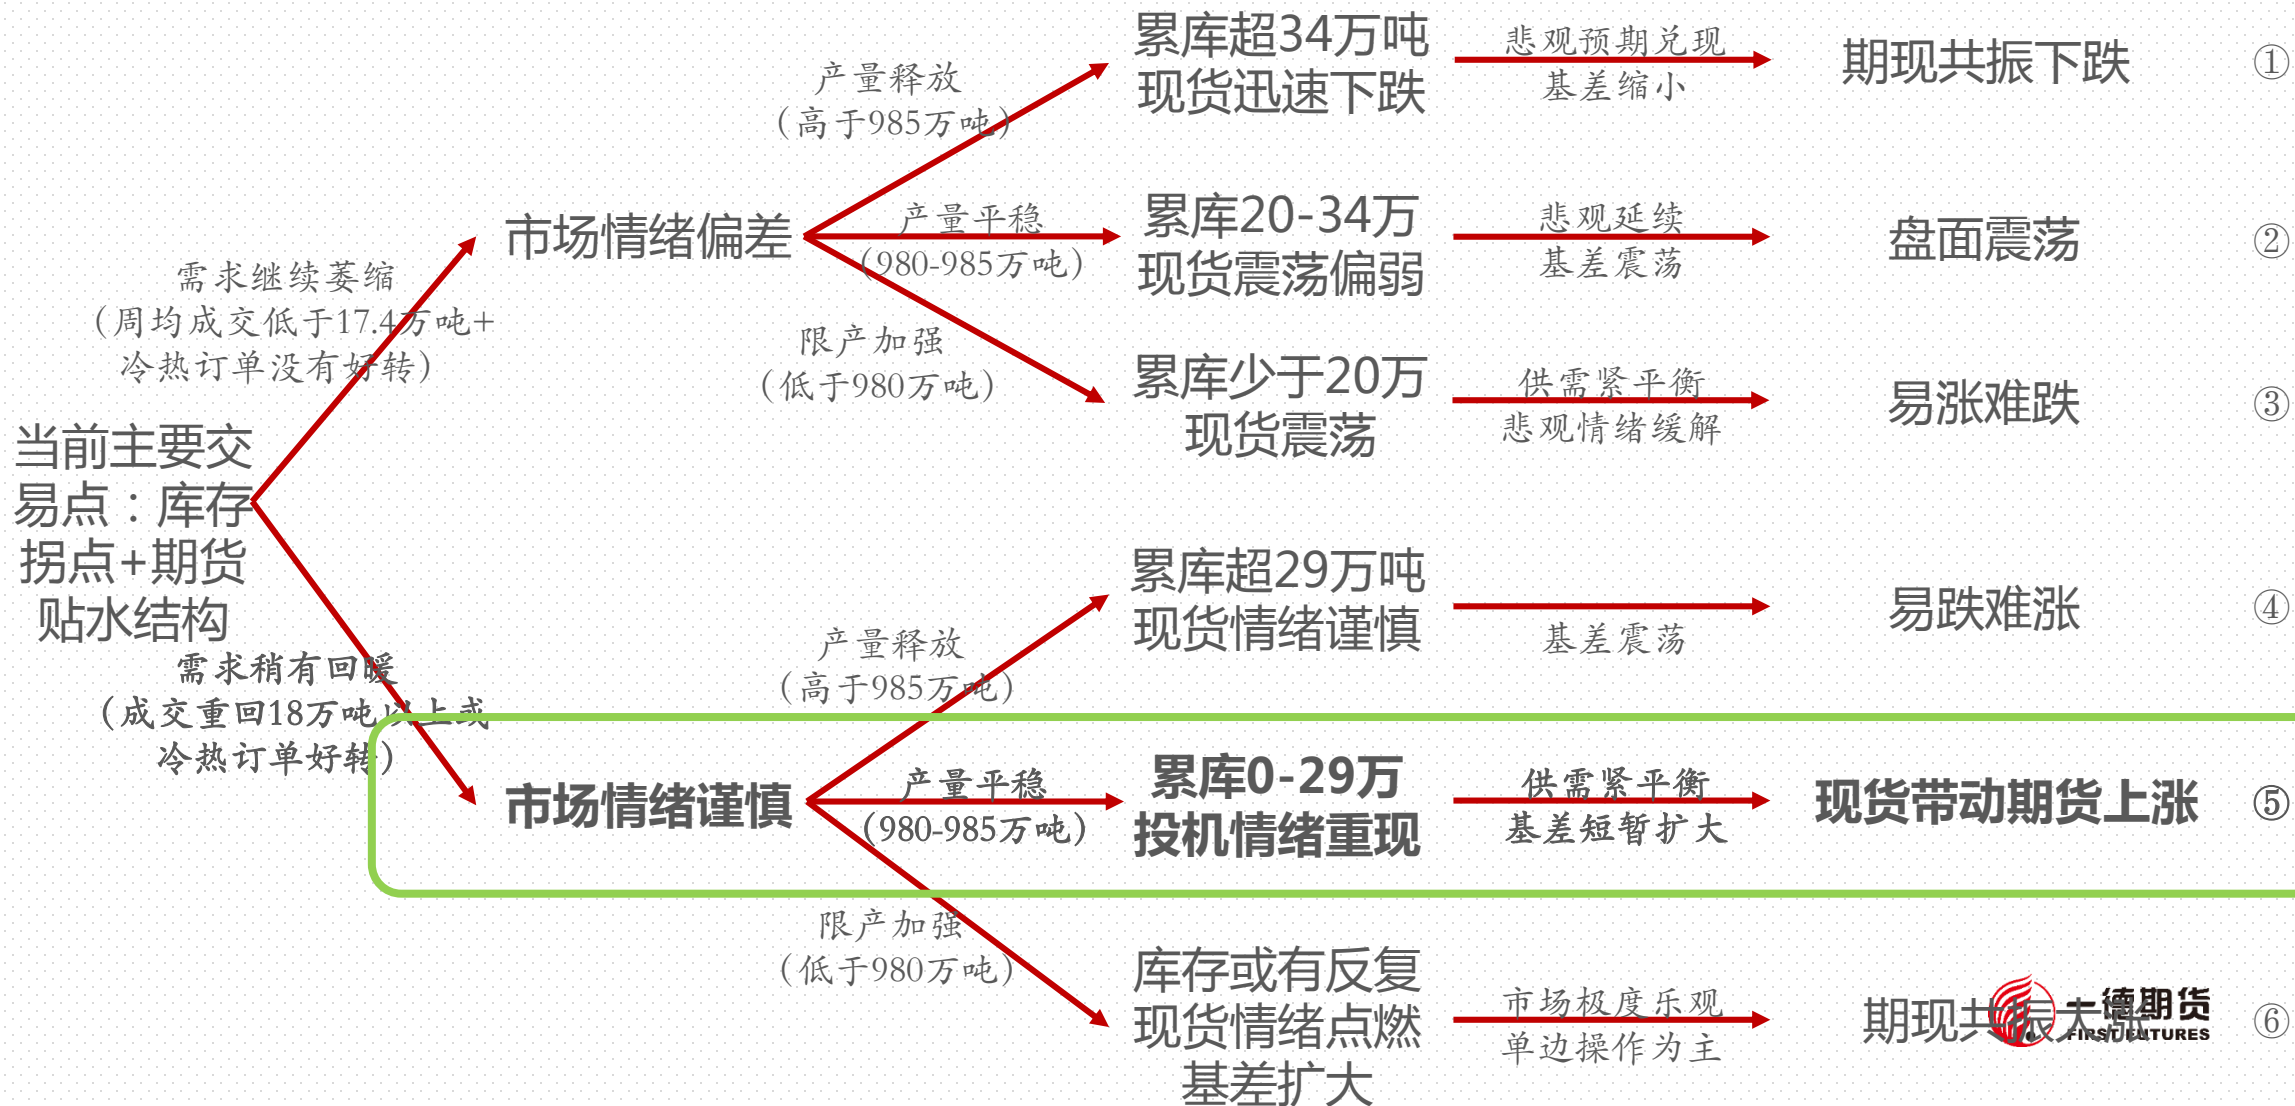 当前主要交
易点：库存
拐点+期货
贴水结构
需求继续萎缩
（周均成交低于17.4万吨+
冷热订单没有好转）
市场情绪偏差
产量释放
（高于985万吨）
累库超34万吨
现货迅速下跌
悲观预期兑现
基差缩小
期现共振下跌
①
产量平稳
（980-985万吨）
累库20-34万
现货震荡偏弱
悲观延续
基差震荡
盘面震荡
②
限产加强
（低于980万吨）
累库少于20万
现货震荡
供需紧平衡
悲观情绪缓解
易涨难跌
③
需求稍有回暖
（成交重回18万吨以上或
冷热订单好转）
市场情绪谨慎
产量释放
（高于985万吨）
累库超29万吨
现货情绪谨慎
基差震荡
易跌难涨
④
产量平稳
（980-985万吨）
累库0-29万
投机情绪重现
供需紧平衡
基差短暂扩大
现货带动期货上涨
⑤
限产加强
（低于980万吨）
库存或有反复
现货情绪点燃
基差扩大
市场极度乐观
单边操作为主
期现共振大涨
⑥
一德期货
FIRST FUTURES